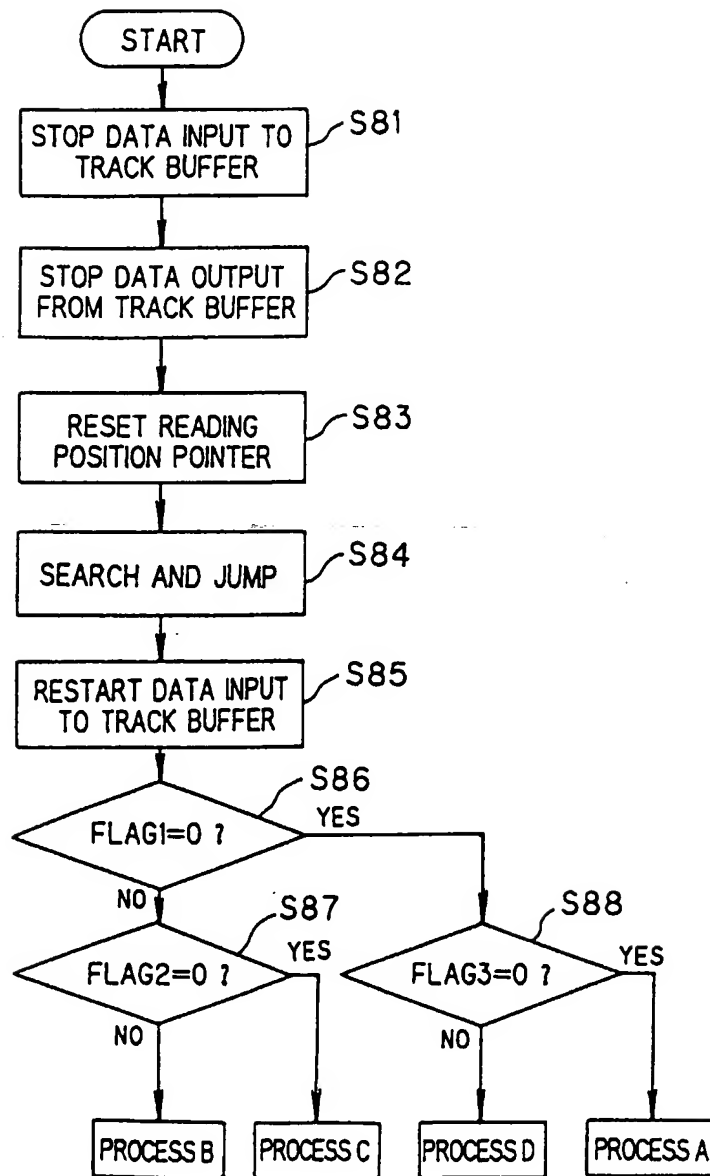 START
STOP DATA INPUT TO
TRACK BUFFER
S81
STOP DATA OUTPUT
FROM TRACK BUFFER
S82
RESET READING
POSITION POINTER
S83
SEARCH AND JUMP
S84
RESTART DATA INPUT
TO TRACK BUFFER
S85
FLAG1=0 ?
S86
YES
NO
FLAG2=0 ?
S87
YES
NO
FLAG3=0 ?
S88
YES
NO
PROCESS B
PROCESS C
PROCESS D
PROCESS A